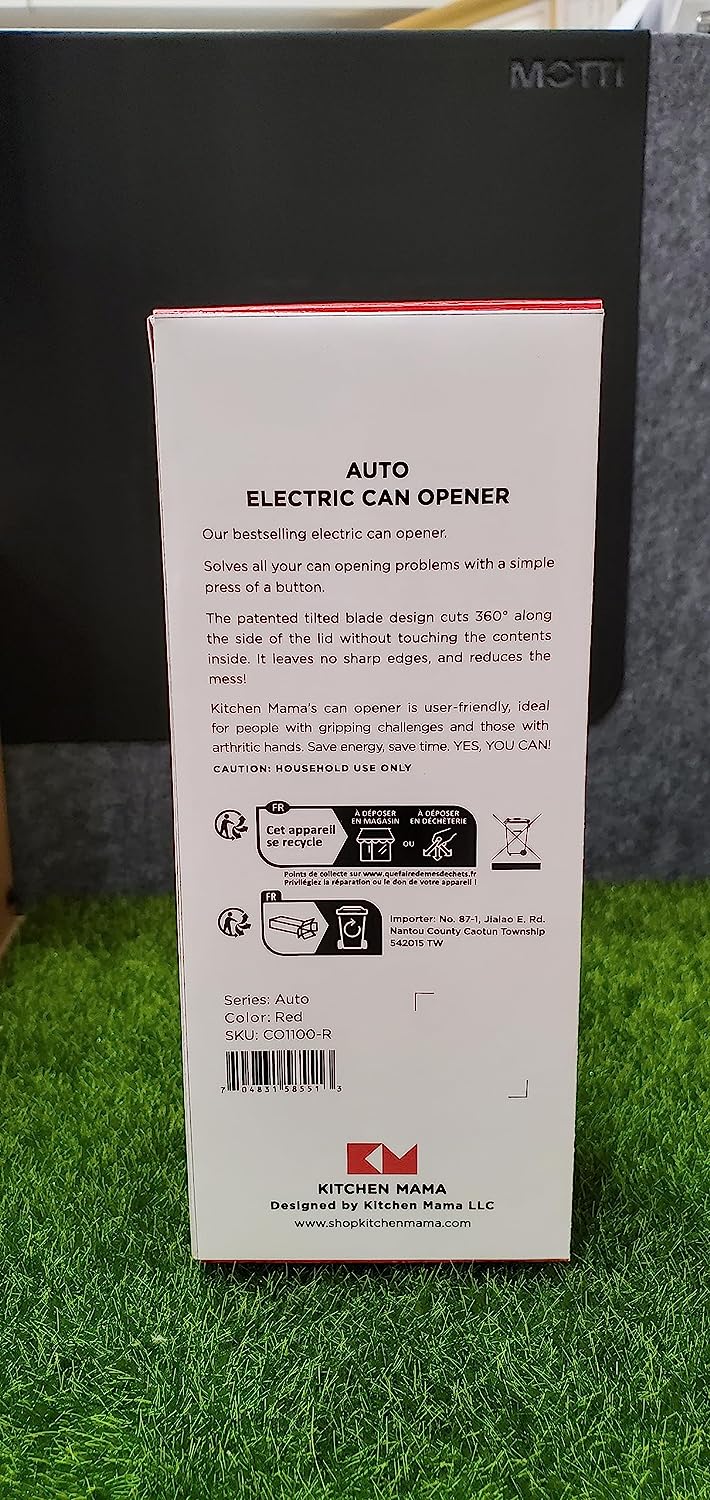 MOTTI
AUTO
ELECTRIC CAN OPENER
Our bestselling electric can opener.
Solves all your can opening problems with a simple
press of a button.
The patented tilted blade design cuts 360° along
the side of the lid without touching the contents
inside. It leaves no sharp edges, and reduces the
mess!
Kitchen Mama's can opener is user-friendly, ideal
for people with gripping challenges and those with
arthritic hands. Save energy, save time, YES, YOU CAN!
CAUTION: HOUSEHOLD USE ONLY
FR
Cet appareil
se recycle
À DÉPOSER
EN MAGASIN
OU
À DÉPOSER
EN DÉCHÈTERIE
Points de collecte sur www.quefairedemesdechets.fr
Privilégiez la réparation ou le don de votre appareil !
FR
Importer: No. 87-1, Jialao E. Rd.
Nantou County Caotun Township
542015 TW
Series: Auto
Color: Red
SKU: CO1100-R
7 04831 58551 3
KM
KITCHEN MAMA
Designed by Kitchen Mama LLC
www.shopkitchenmama.com